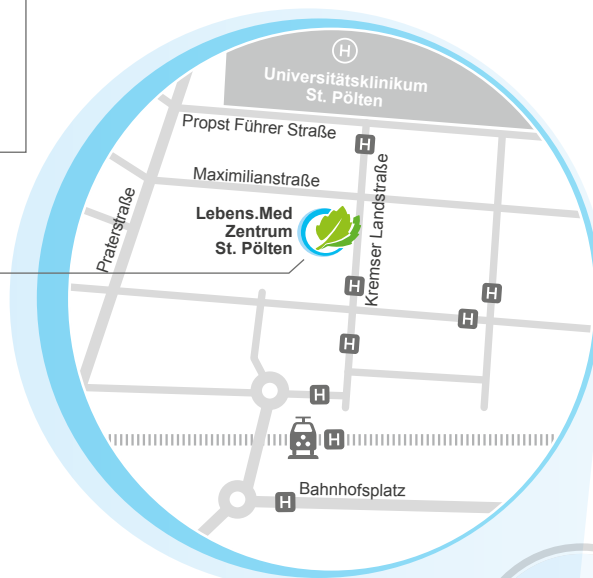 H
Universitätsklinikum
St. Pölten
Propst Führer Straße
H
Maximilianstraße
Kremser Landstraße
Praterstraße
Lebens.Med
Zentrum
St. Pölten
H
H
H
H
H
H
Bahnhofsplatz
H